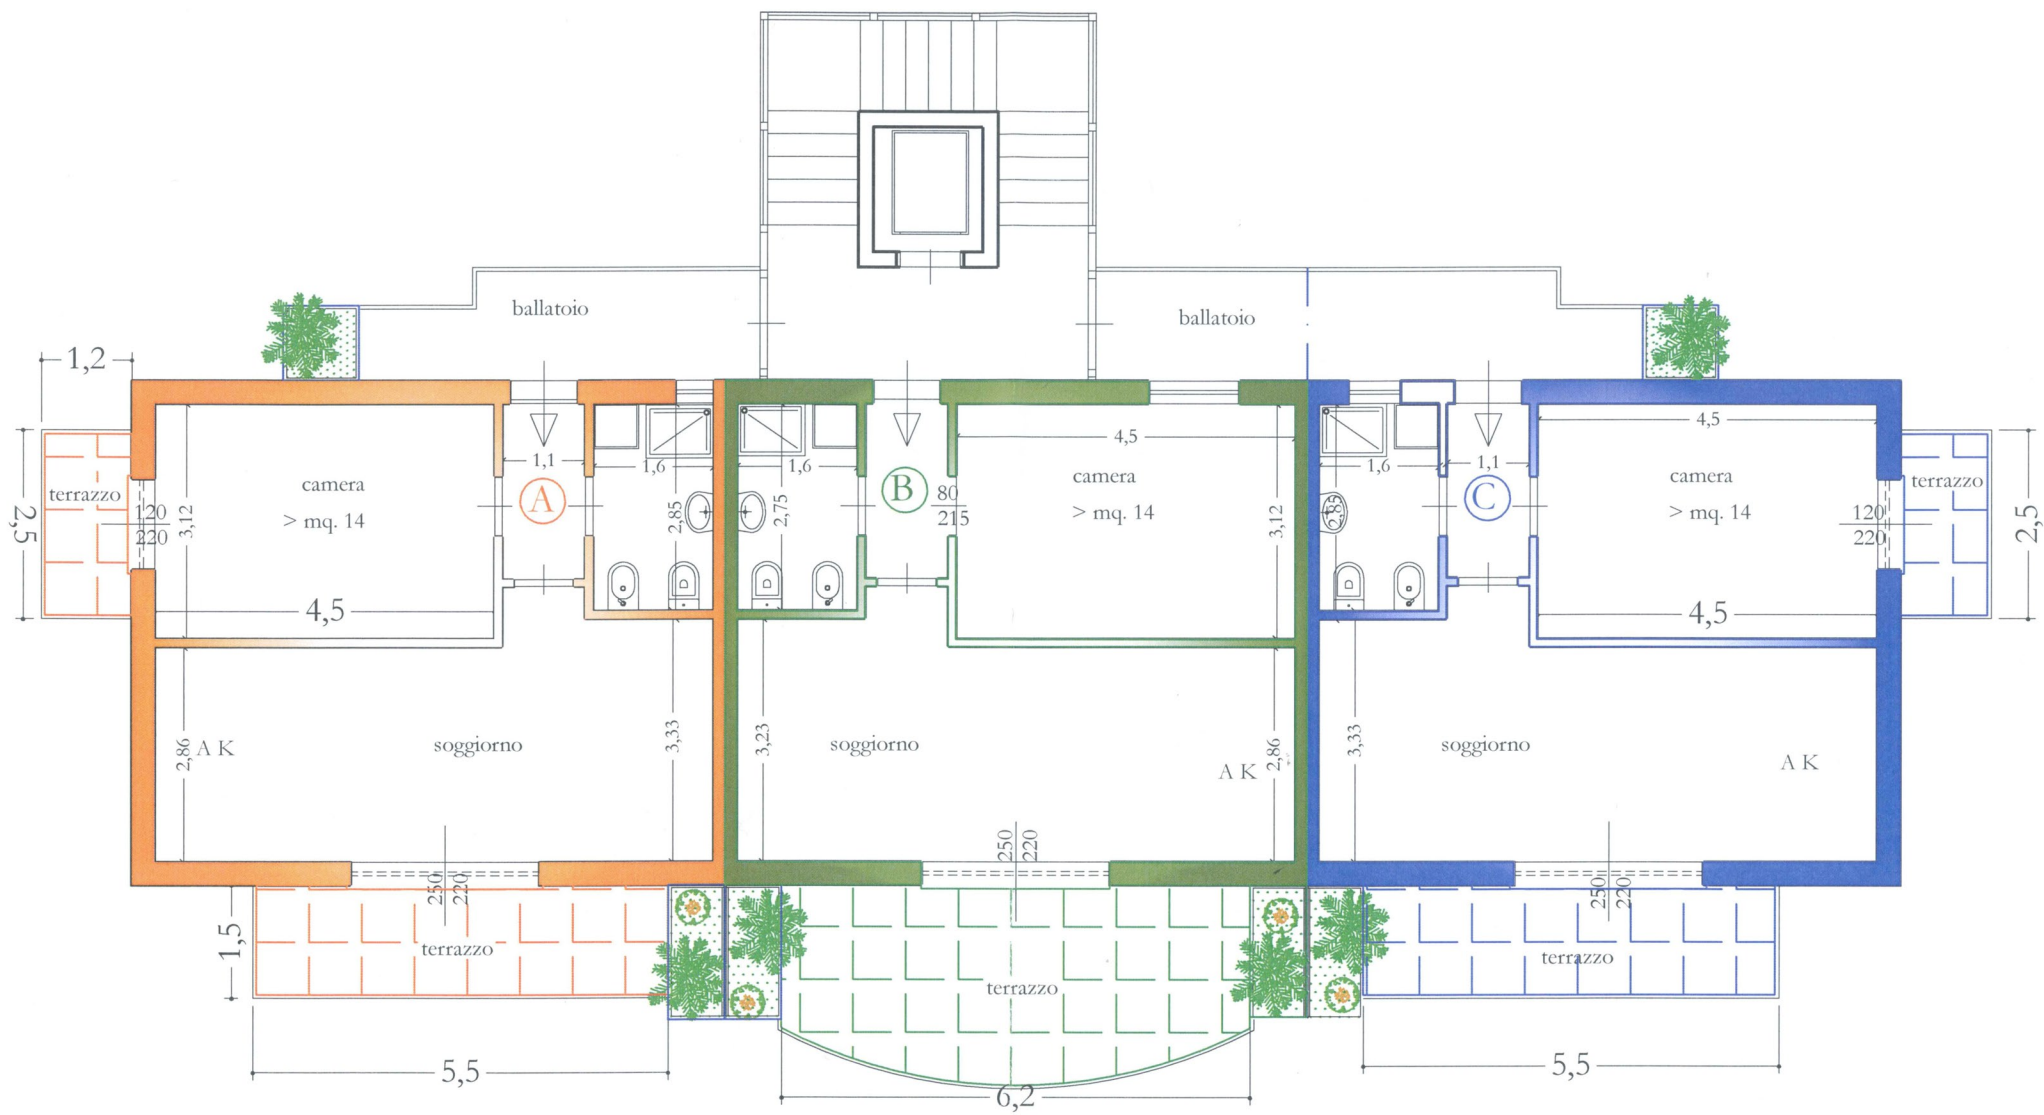 ballatoio
ballatoio
1,2
1,1
1,6
1,6
4,5
1,6
1,1
4,5
terrazzo
camera
> mq. 14
A
B
80
215
camera
> mq. 14
C
camera
> mq. 14
terrazzo
2,5
120
220
3,12
2,85
2,75
3,12
2,85
120
220
2,5
4,5
4,5
2,86
A K
soggiorno
3,33
3,23
soggiorno
A K
2,86
3,33
soggiorno
A K
250
220
250
220
250
220
1,5
terrazzo
terrazzo
terrazzo
5,5
6,2
5,5